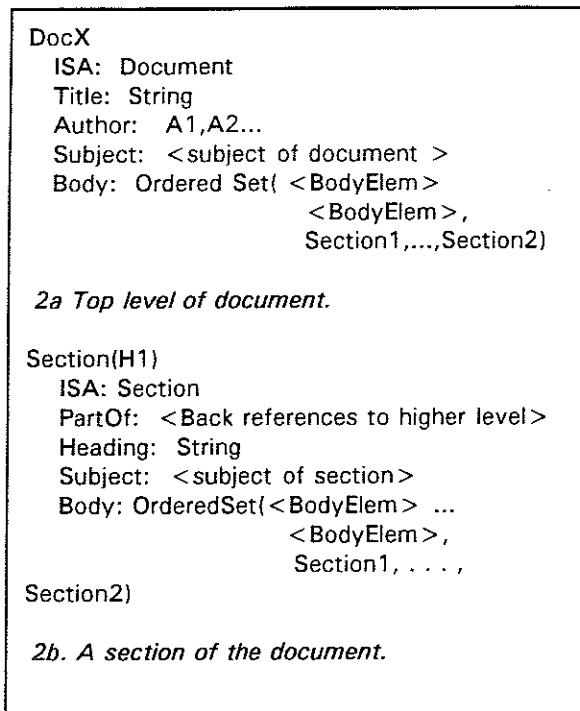 DocX
ISA: Document
Title: String
Author: A1,A2...
Subject: <subject of document >
Body: Ordered Set( <BodyElem>
<BodyElem>,
Section1,...,Section2)
2a Top level of document.
Section(H1)
ISA: Section
PartOf: <Back references to higher level>
Heading: String
Subject: <subject of section>
Body: OrderedSet(<BodyElem> ...
<BodyElem>,
Section1, . . . ,
Section2)
2b. A section of the document.